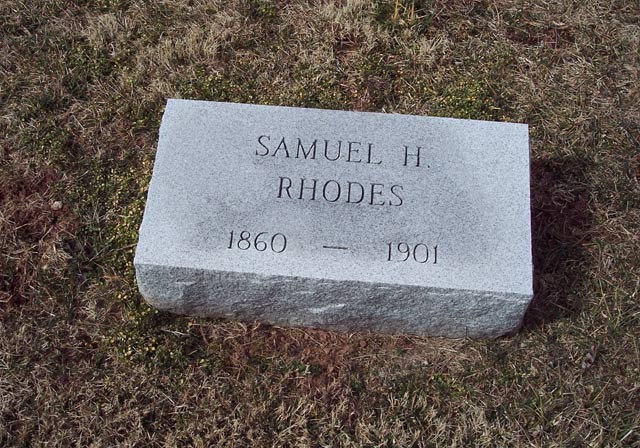 SAMUEL H.
RHODES
1860 — 1901